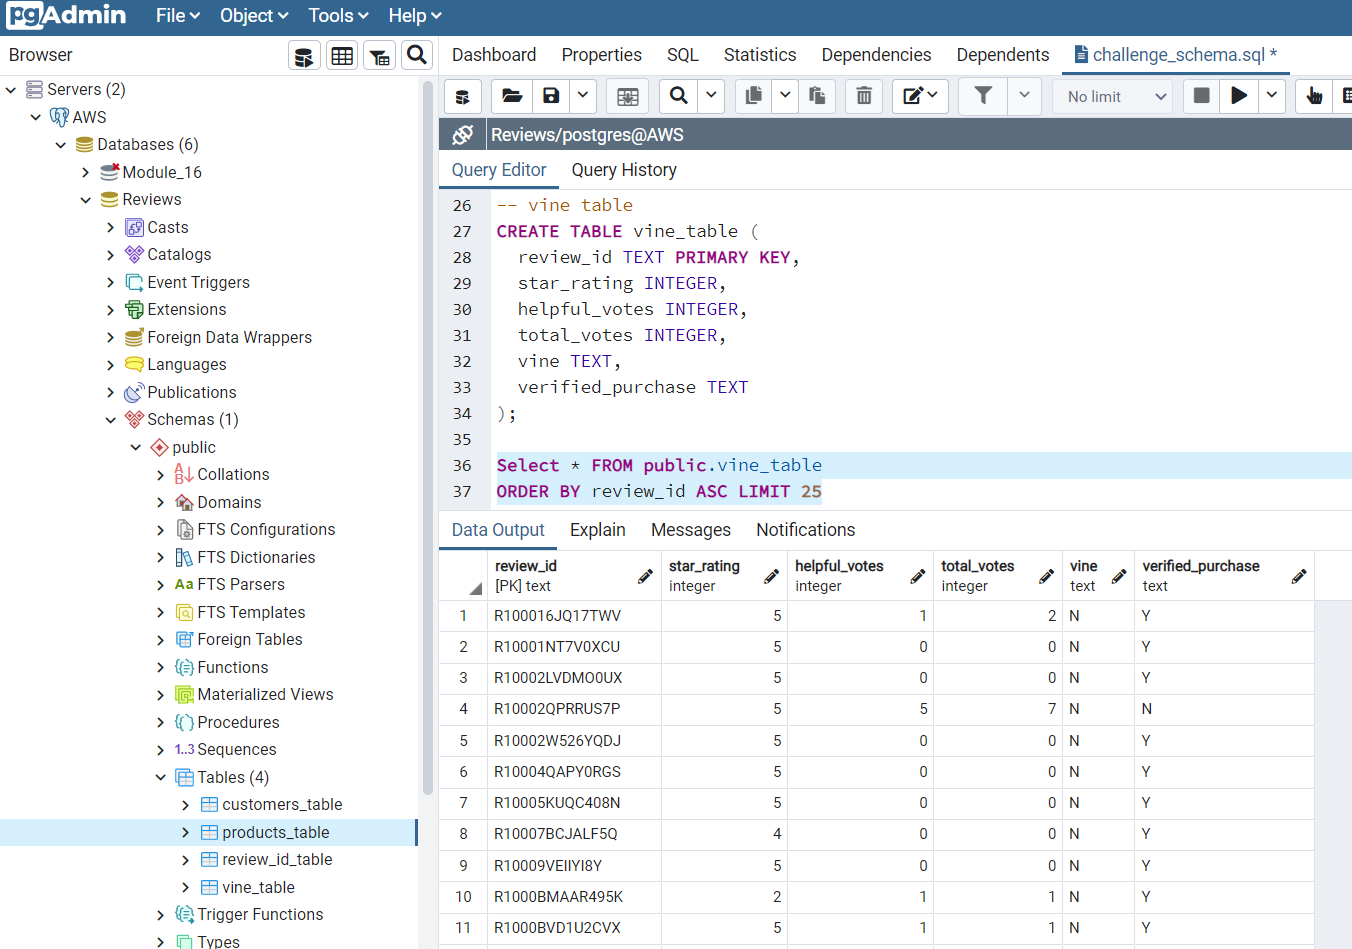 pgAdmin File Object Tools Help
Browser
Servers (2)
AWS
Databases (6)
Module_16
Reviews
Casts
Catalogs
Event Triggers
Extensions
Foreign Data Wrappers
Languages
Publications
Schemas (1)
public
Collations
Domains
FTS Configurations
FTS Dictionaries
Aa FTS Parsers
FTS Templates
Foreign Tables
Functions
Materialized Views
Procedures
1..3 Sequences
Tables (4)
customers_table
products_table
review_id_table
vine_table
Trigger Functions
Types
Dashboard Properties SQL Statistics Dependencies Dependents challenge_schema.sql *
No limit
Reviews/postgres@AWS
Query Editor Query History
26 -- vine table
27 CREATE TABLE vine_table (
28 review_id TEXT PRIMARY KEY,
29 star_rating INTEGER,
30 helpful_votes INTEGER,
31 total_votes INTEGER,
32 vine TEXT,
33 verified_purchase TEXT
34 );
35
36 Select * FROM public.vine_table
37 ORDER BY review_id ASC LIMIT 25
Data Output Explain Messages Notifications
review_id star_rating helpful_votes total_votes vine verified_purchase
[PK] text integer integer integer text text
1 R100016JQ17TWV 5 1 2 N Y
2 R10001NT7V0XCU 5 0 0 N Y
3 R10002LVDMO0UX 5 0 0 N Y
4 R10002QPRRUS7P 5 5 7 N N
5 R10002W526YQDJ 5 0 0 N Y
6 R10004QAPY0RGS 5 0 0 N Y
7 R10005KUQC408N 5 0 0 N Y
8 R10007BCJALF5Q 4 0 0 N Y
9 R10009VEIIYI8Y 5 0 0 N Y
10 R1000BMAAR495K 2 1 1 N Y
11 R1000BVD1U2CVX 5 1 1 N Y